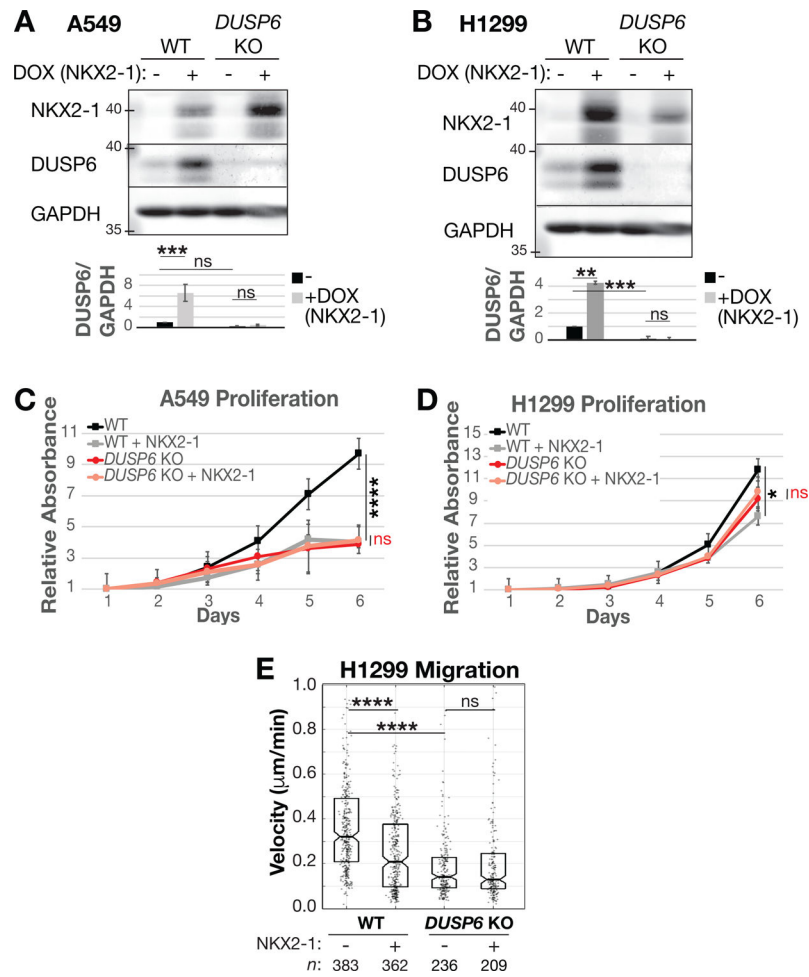 A A549 DUSP6
WT KO
DOX (NKX2-1): - + - +
NKX2-1 40
40
DUSP6
GAPDH
35
*** ns
DUSP6/
GAPDH
8
4
0
ns
-
+DOX
(NKX2-1)
B H1299 DUSP6
WT KO
DOX (NKX2-1): - + - +
NKX2-1 40
40
DUSP6
GAPDH
35
** ***
DUSP6/
GAPDH
4
2
0
ns
-
+DOX
(NKX2-1)
C A549 Proliferation
Relative Absorbance
11
9
7
5
3
1
WT
WT + NKX2-1
DUSP6 KO
DUSP6 KO + NKX2-1
****
ns
1 2 3 4 5 6
Days
D H1299 Proliferation
Relative Absorbance
15
13
11
9
7
5
3
1
WT
WT + NKX2-1
DUSP6 KO
DUSP6 KO + NKX2-1
* ns
1 2 3 4 5 6
Days
E H1299 Migration
Velocity (μm/min)
1.0
0.8
0.6
0.4
0.2
0.0
**** ns
****
WT DUSP6 KO
NKX2-1: - + - +
n: 383 362 236 209